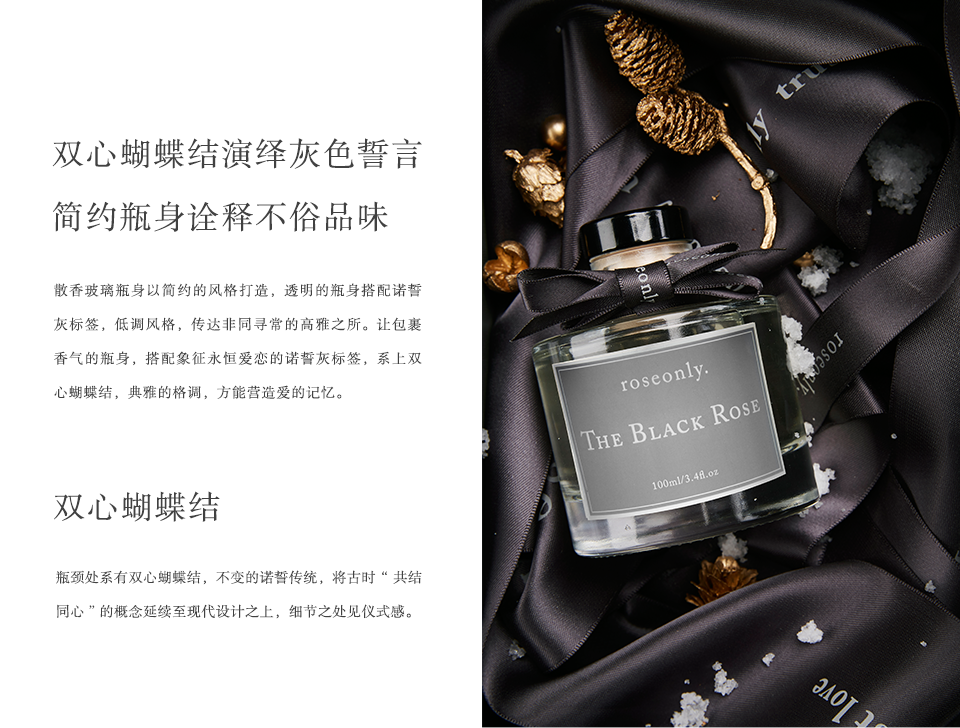 双心蝴蝶结演绎灰色誓言
简约瓶身诠释不俗品味
散香玻璃瓶身以简约的风格打造，透明的瓶身搭配诺誓
灰标签，低调风格，传达非同寻常的高雅之所。让包裹
香气的瓶身，搭配象征永恒爱恋的诺誓灰标签，系上双
心蝴蝶结，典雅的格调，方能营造爱的记忆。
双心蝴蝶结
瓶颈处系有双心蝴蝶结，不变的诺誓传统，将古时“ 共结
同心 ”的概念延续至现代设计之上，细节之处见仪式感。
roseonly.
THE BLACK ROSE
100ml/3.4fl.oz
roseonly.
love